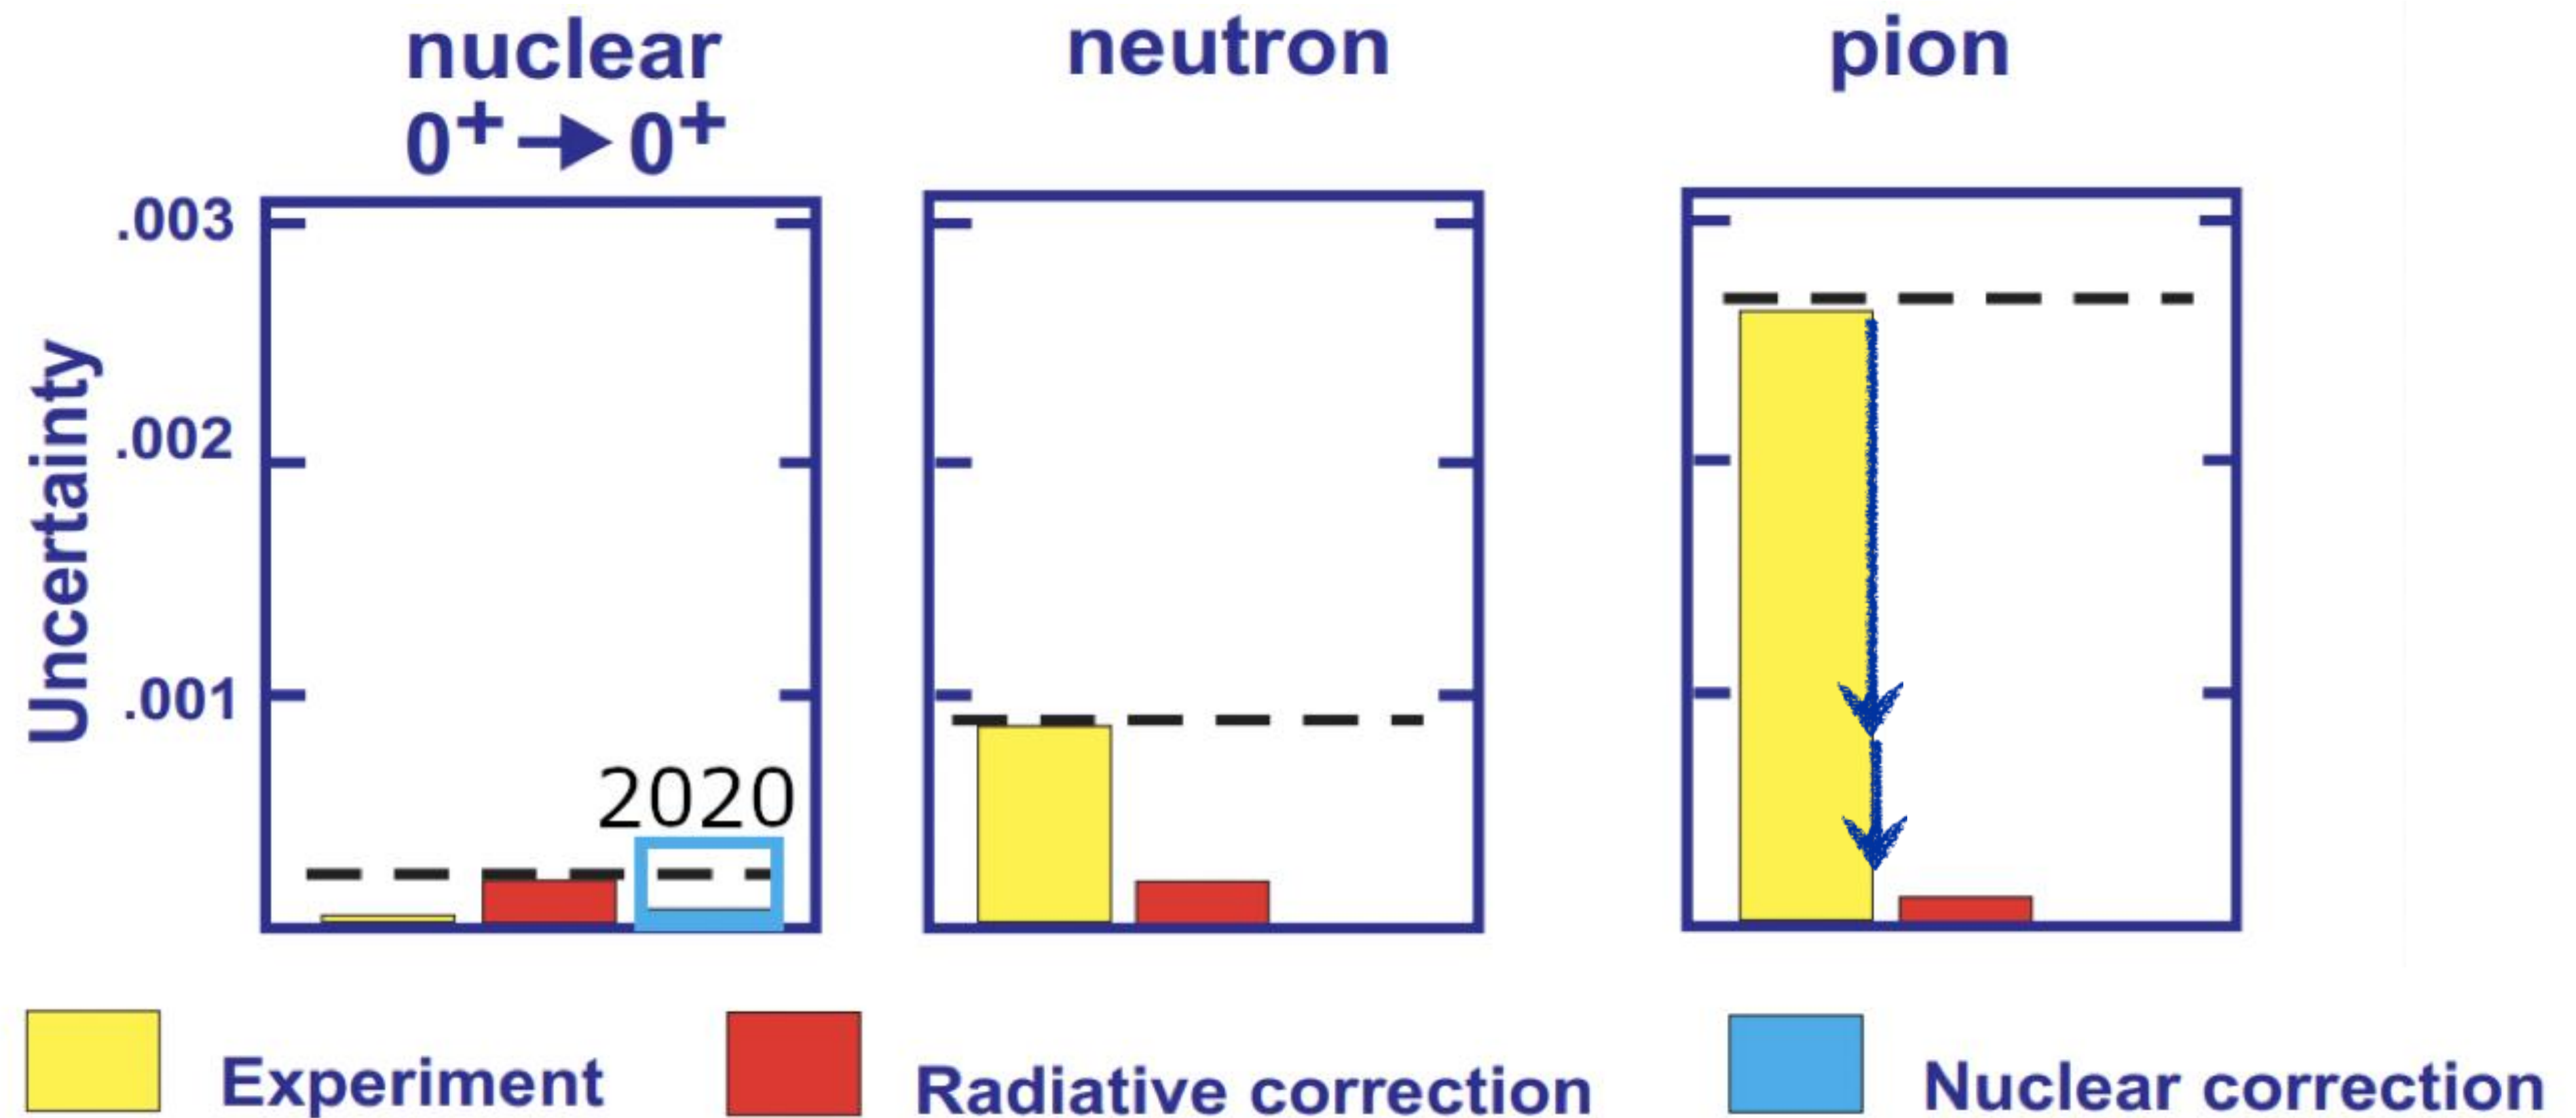 nuclear
0⁺→0⁺
neutron
pion
Uncertainty
.003
.002
.001
2020
Experiment
Radiative correction
Nuclear correction